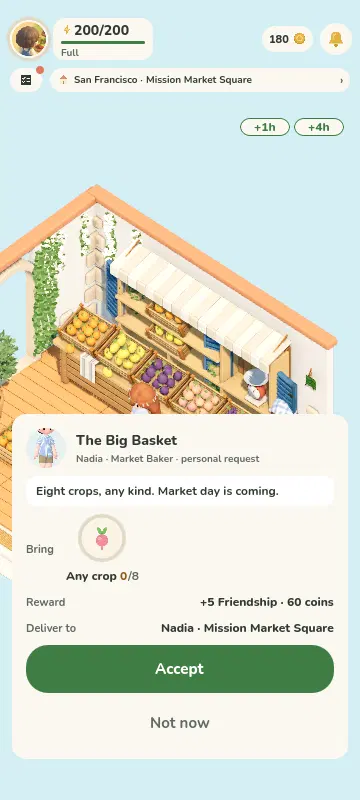 200/200
Full
180
San Francisco · Mission Market Square ›
+1h
+4h
The Big Basket
Nadia · Market Baker · personal request
Eight crops, any kind. Market day is coming.
Bring
Any crop 0/8
Reward +5 Friendship · 60 coins
Deliver to Nadia · Mission Market Square
Accept
Not now